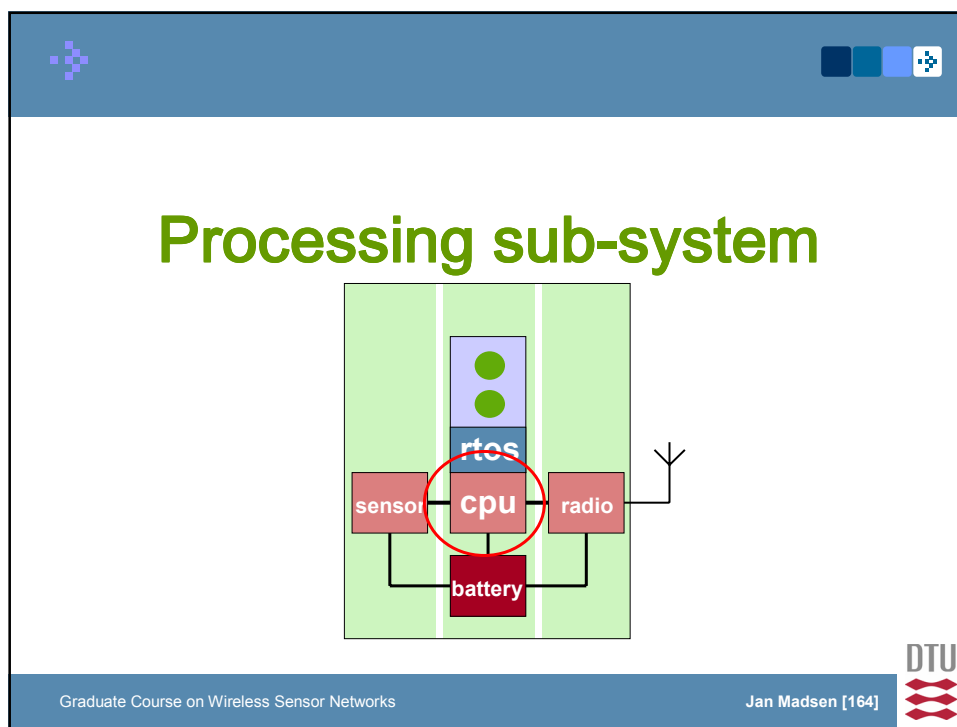 Processing sub-system
rtos
sensor
cpu
radio
battery
DTU
Graduate Course on Wireless Sensor Networks
Jan Madsen [164]